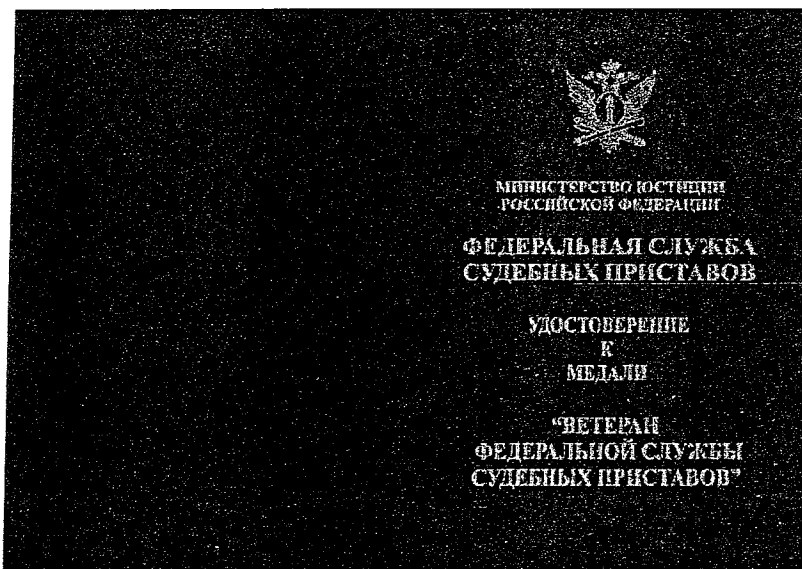 МИНИСТЕРСТВО ЮСТИЦИИ
РОССИЙСКОЙ ФЕДЕРАЦИИ
ФЕДЕРАЛЬНАЯ СЛУЖБА
СУДЕБНЫХ ПРИСТАВОВ
УДОСТОВЕРЕНИЕ
К
МЕДАЛИ
“ВЕТЕРАН
ФЕДЕРАЛЬНОЙ СЛУЖБЫ
СУДЕБНЫХ ПРИСТАВОВ”